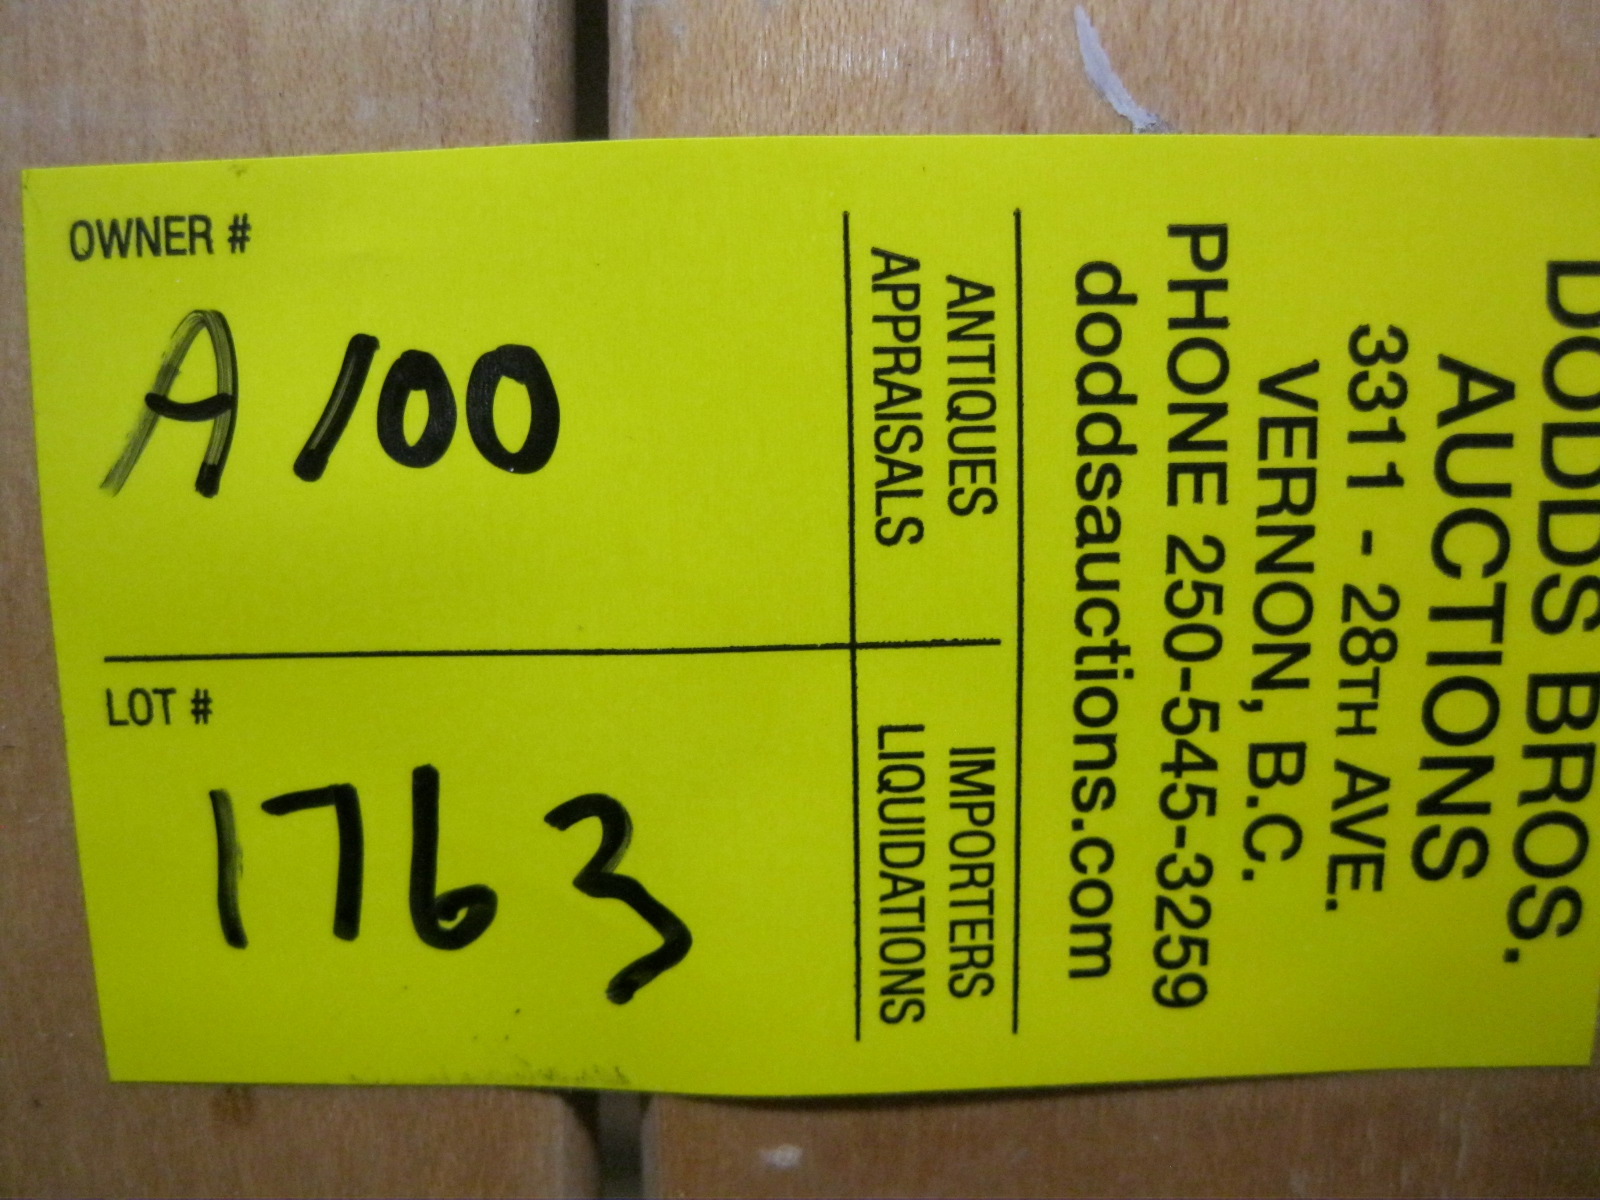 DODDS BROS.
AUCTIONS
3311 - 28TH AVE.
VERNON, B.C.
PHONE 250-545-3259
doddsauctions.com
ANTIQUES
APPRAISALS
IMPORTERS
LIQUIDATIONS
OWNER #
A100
LOT #
1763